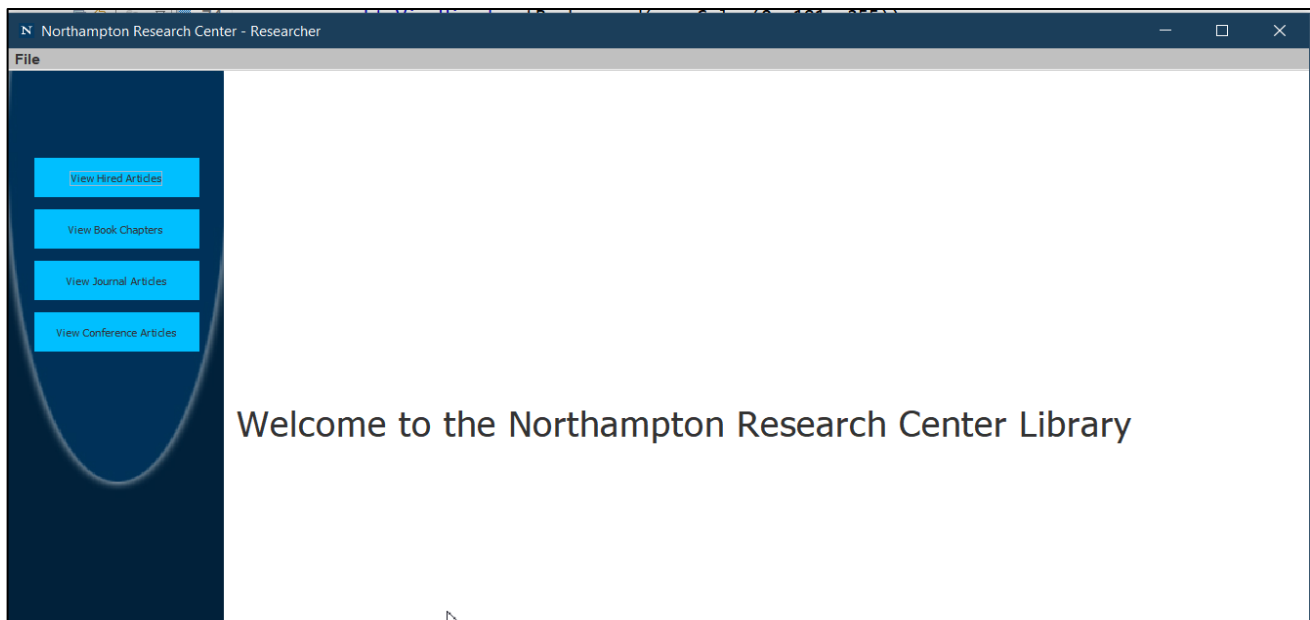 N Northampton Research Center - Researcher
File
View Hired Articles
View Book Chapters
View Journal Articles
View Conference Articles
Welcome to the Northampton Research Center Library